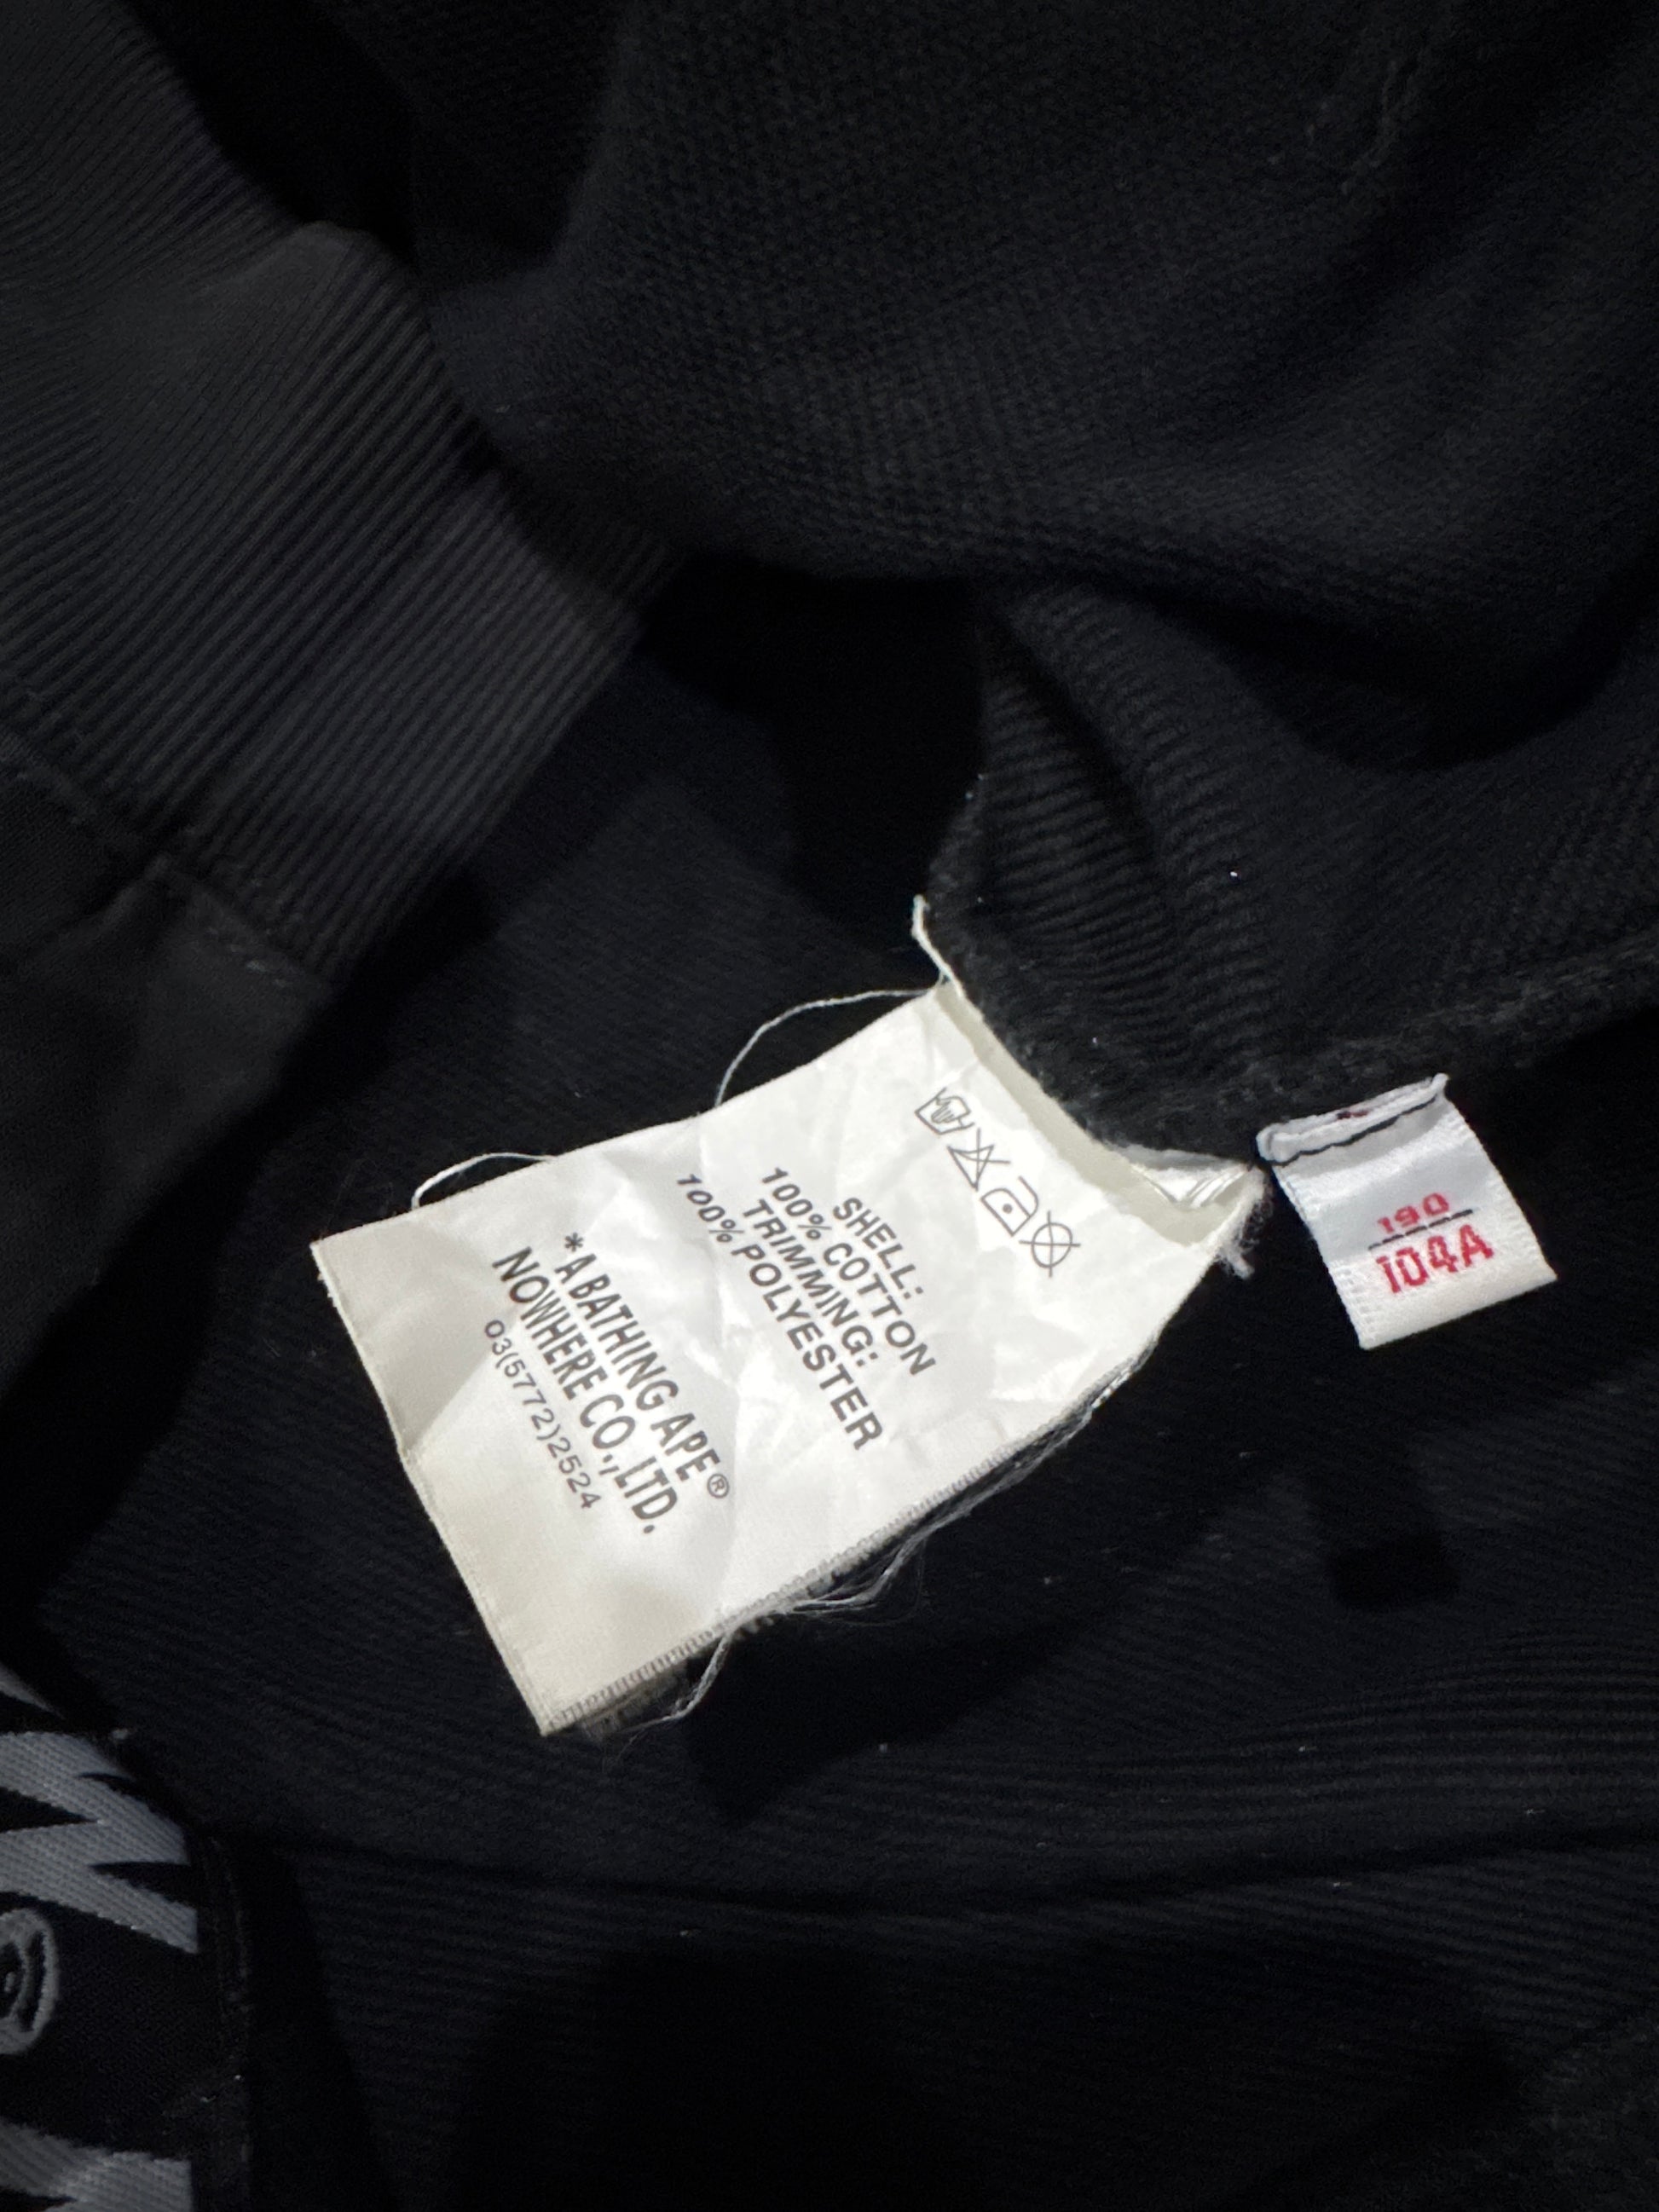 SHELL:
100% COTTON
TRIMMING:
100% POLYESTER
*A BATHING APE®
NOWHERE CO., LTD.
03(5772)2524
190
104A